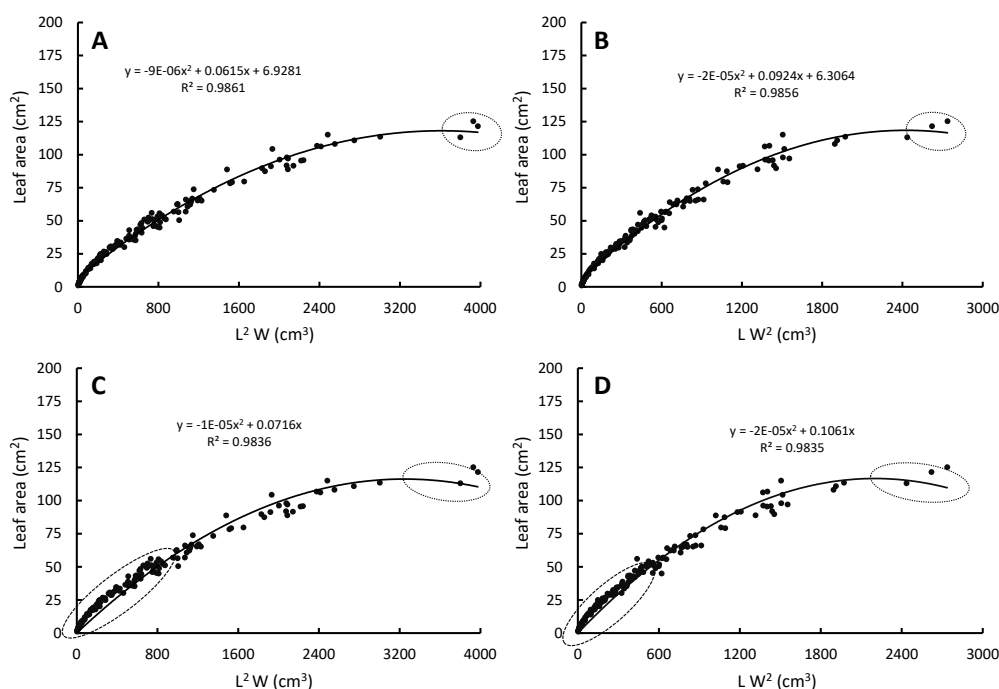 A
y = -9E-06x² + 0.0615x + 6.9281
R² = 0.9861
Leaf area (cm²)
200
175
150
125
100
75
50
25
0
0 800 1600 2400 3200 4000
L² W (cm³)
B
y = -2E-05x² + 0.0924x + 6.3064
R² = 0.9856
Leaf area (cm²)
200
175
150
125
100
75
50
25
0
0 600 1200 1800 2400 3000
L W² (cm³)
C
y = -1E-05x² + 0.0716x
R² = 0.9836
Leaf area (cm²)
200
175
150
125
100
75
50
25
0
0 800 1600 2400 3200 4000
L² W (cm³)
D
y = -2E-05x² + 0.1061x
R² = 0.9835
Leaf area (cm²)
200
175
150
125
100
75
50
25
0
0 600 1200 1800 2400 3000
L W² (cm³)